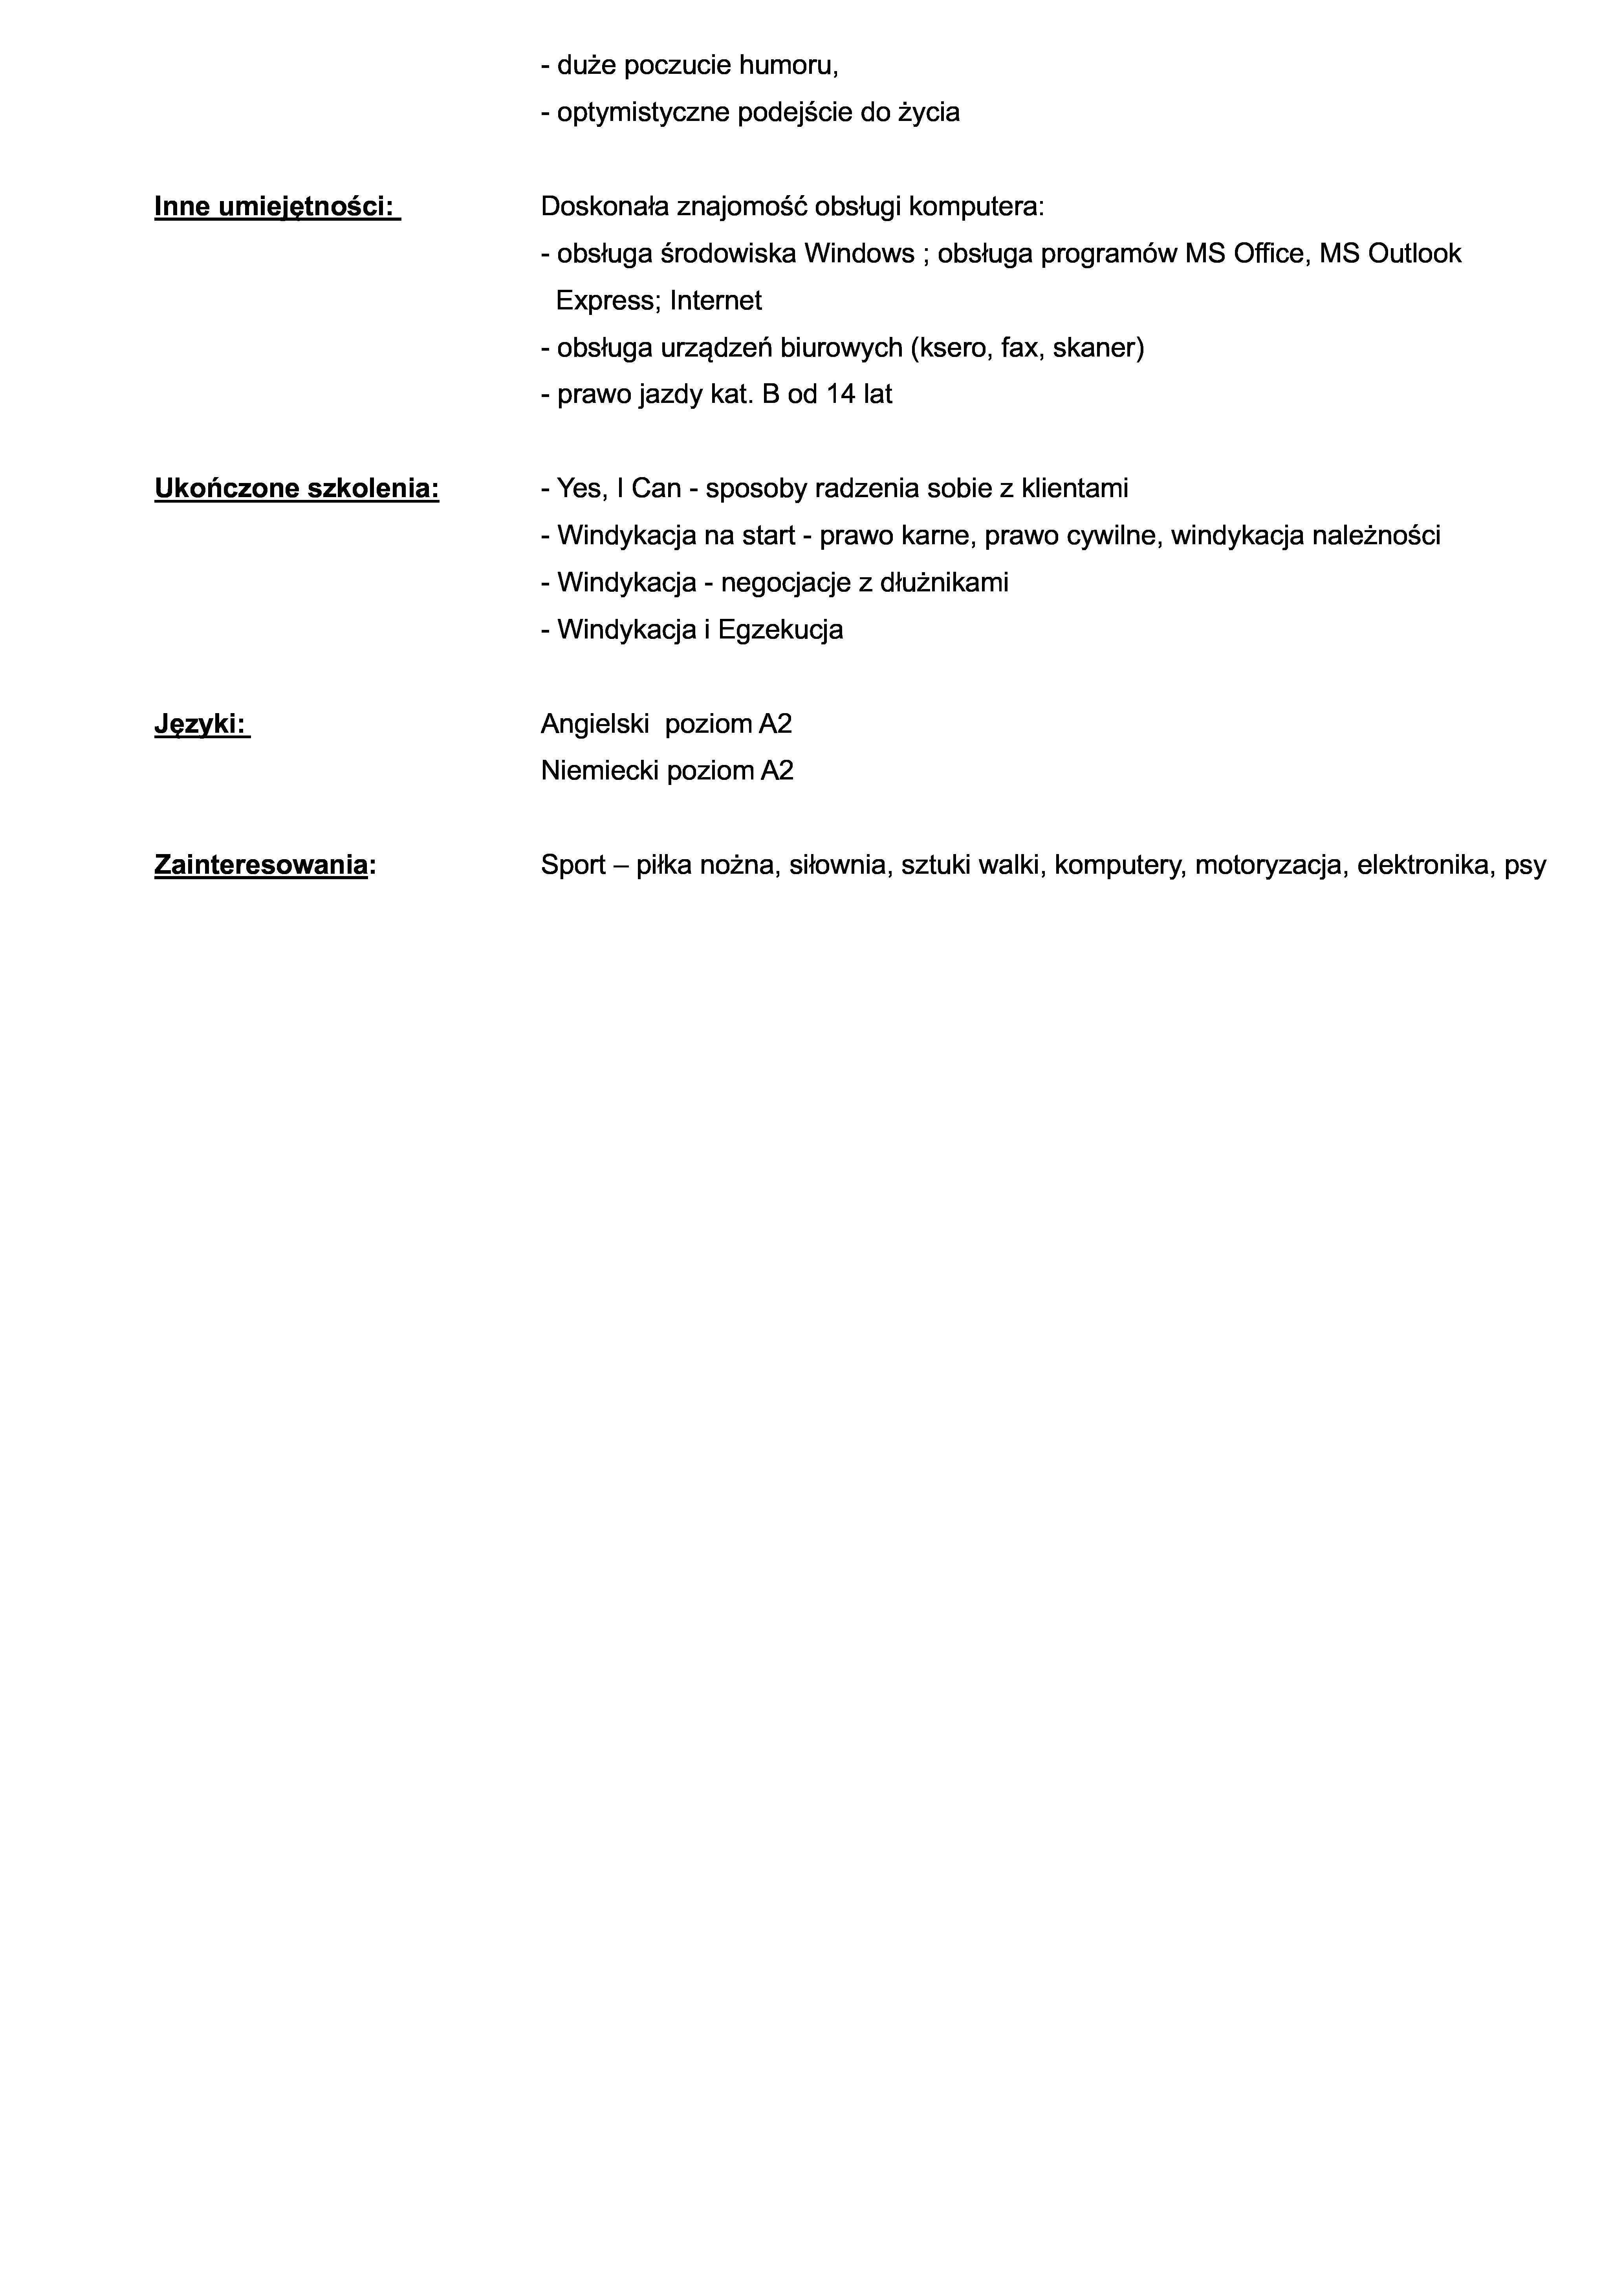 - duże poczucie humoru,
- optymistyczne podejście do życia
Inne umiejętności: Doskonała znajomość obsługi komputera:
- obsługa środowiska Windows ; obsługa programów MS Office, MS Outlook
Express; Internet
- obsługa urządzeń biurowych (ksero, fax, skaner)
- prawo jazdy kat. B od 14 lat
Ukończone szkolenia: - Yes, I Can - sposoby radzenia sobie z klientami
- Windykacja na start - prawo karne, prawo cywilne, windykacja należności
- Windykacja - negocjacje z dłużnikami
- Windykacja i Egzekucja
Języki: Angielski  poziom A2
Niemiecki poziom A2
Zainteresowania: Sport – piłka nożna, siłownia, sztuki walki, komputery, motoryzacja, elektronika, psy